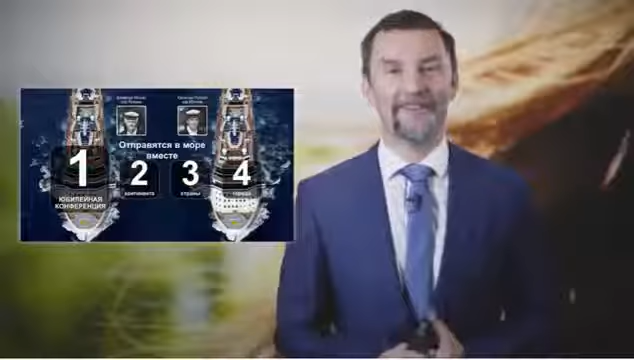 Отправятся в море
вместе
1
2
3
4
ЮБИЛЕЙНАЯ
КОНФЕРЕНЦИЯ
континента
страны
города